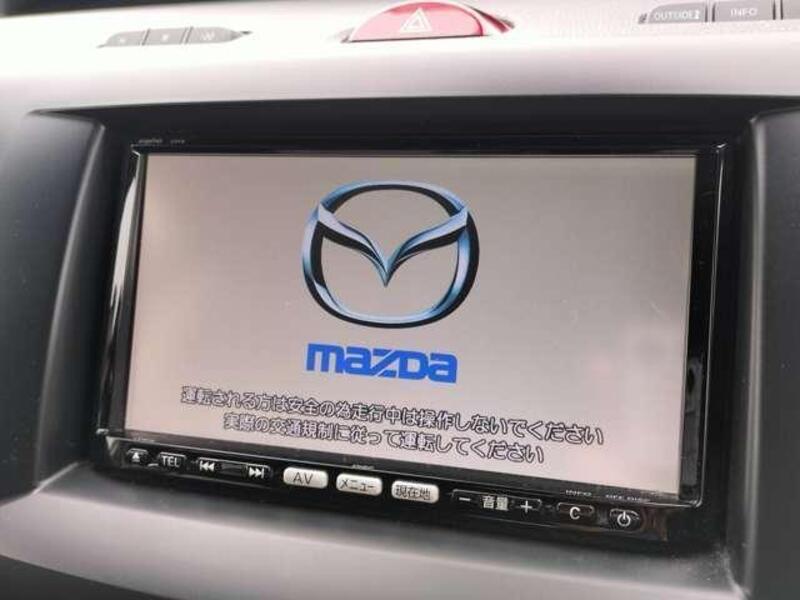 OUTSIDE
INFO
mazda
運転される方は安全の為走行中は操作しないでください
実際の交通規制に従って運転してください
TEL
AV
メニュー
現在地
− 音量 +
INFO
C